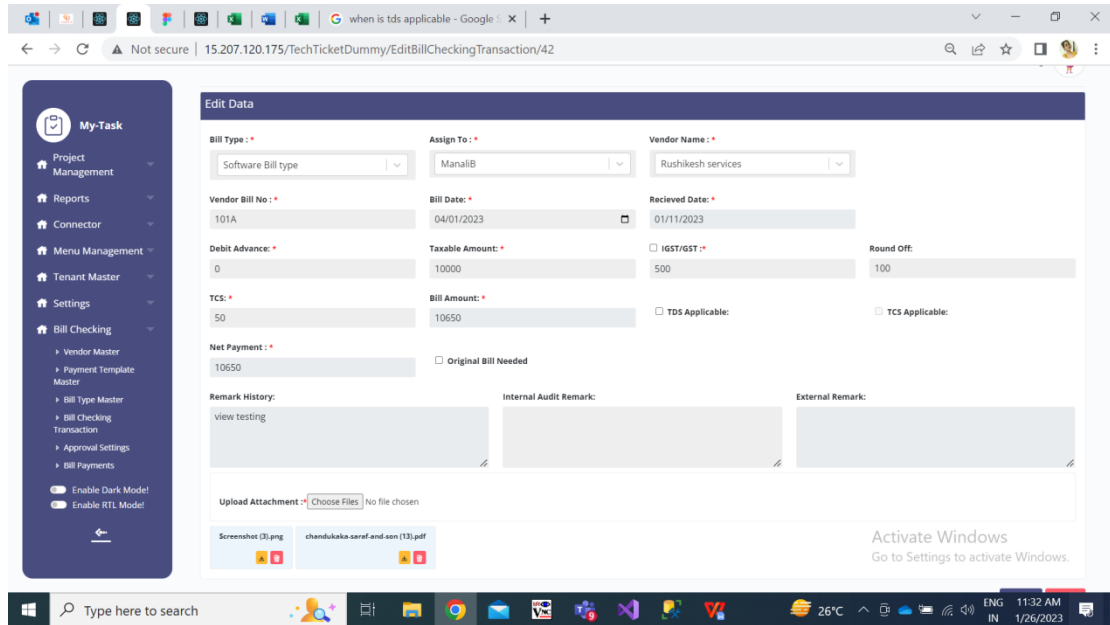 when is tds applicable - Google S
Not secure | 15.207.120.175/TechTicketDummy/EditBillCheckingTransaction/42
My-Task
Project
Management
Reports
Connector
Menu Management
Tenant Master
Settings
Bill Checking
Vendor Master
Payment Template
Master
Bill Type Master
Bill Checking
Transaction
Approval Settings
Bill Payments
Enable Dark Mode!
Enable RTL Mode!
Edit Data
Bill Type : * Assign To : * Vendor Name : *
Software Bill type ManaliB Rushikesh services
Vendor Bill No : * Bill Date: * Recieved Date: *
101A 04/01/2023 01/11/2023
Debit Advance: * Taxable Amount: * IGST/GST :* Round Off:
0 10000 500 100
TCS: * Bill Amount: *
50 10650 TDS Applicable: TCS Applicable:
Net Payment : *
10650 Original Bill Needed
Remark History: Internal Audit Remark: External Remark:
view testing
Upload Attachment :* Choose Files No file chosen
Screenshot (3).png chandukaka-saraf-and-son (13).pdf
Activate Windows
Go to Settings to activate Windows.
Type here to search 26°C ENG 11:32 AM
IN 1/26/2023